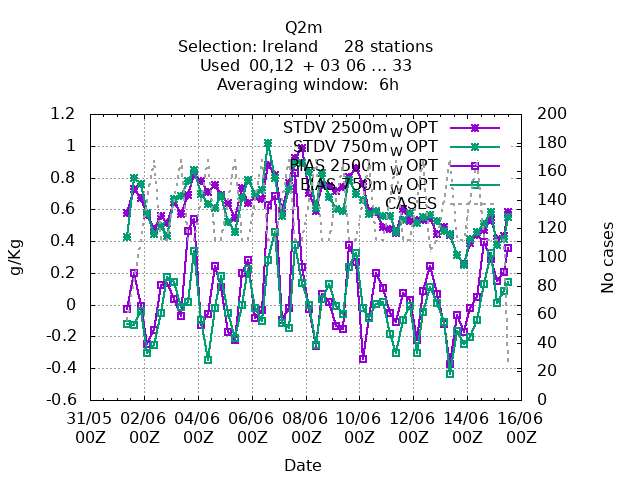 Q2m
Selection: Ireland 28 stations
Used 00,12 + 03 06 ... 33
Averaging window: 6h
STDV 2500m_w OPT
STDV 750m_w OPT
BIAS 2500m_w OPT
BIAS 750m_w OPT
CASES
1.2
1
0.8
0.6
0.4
0.2
0
-0.2
-0.4
-0.6
g/Kg
200
180
160
140
120
100
80
60
40
20
0
No cases
31/05 02/06 04/06 06/06 08/06 10/06 12/06 14/06 16/06
00Z 00Z 00Z 00Z 00Z 00Z 00Z 00Z 00Z
Date